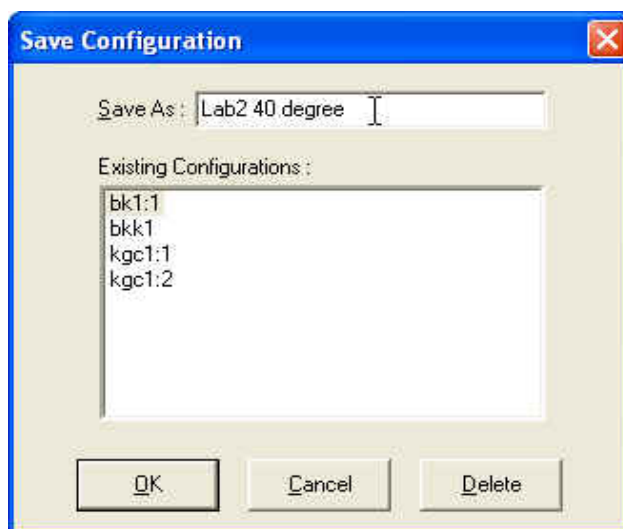 Save Configuration
Save As : Lab2 40 degree
Existing Configurations :
bk1:1
bkk1
kgc1:1
kgc1:2
OK Cancel Delete